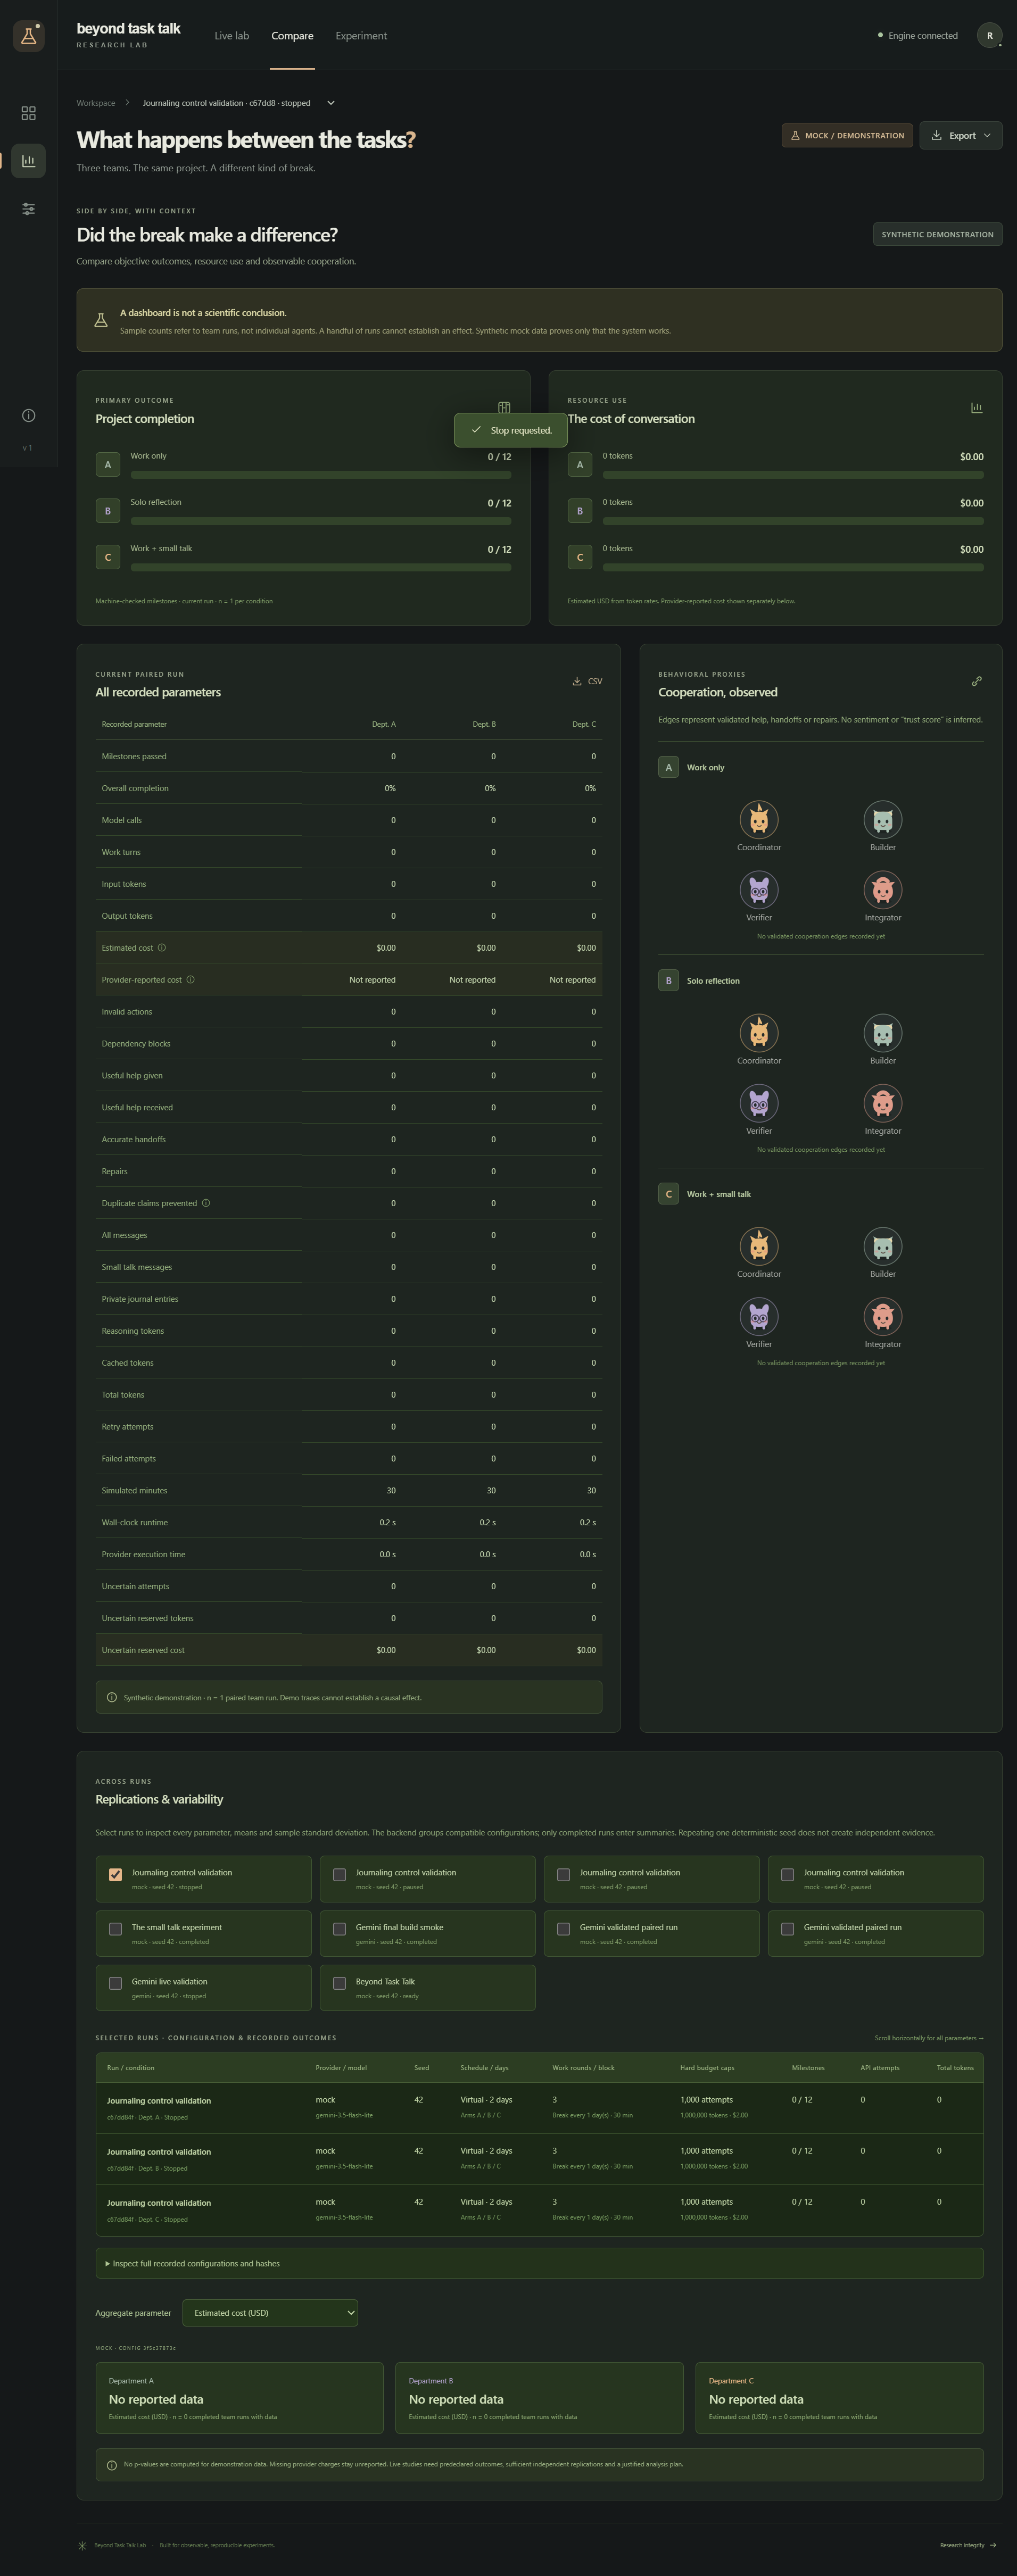 beyond task talk
RESEARCH LAB
Live lab
Compare
Experiment
Engine connected
R
Workspace
Journaling control validation · c67dd8 · stopped
What happens between the tasks?
MOCK / DEMONSTRATION
Export
Three teams. The same project. A different kind of break.
SIDE BY SIDE, WITH CONTEXT
Did the break make a difference?
SYNTHETIC DEMONSTRATION
Compare objective outcomes, resource use and observable cooperation.
A dashboard is not a scientific conclusion.
Sample counts refer to team runs, not individual agents. A handful of runs cannot establish an effect. Synthetic mock data proves only that the system works.
v 1
Stop requested.
PRIMARY OUTCOME
Project completion
A Work only 0 / 12
B Solo reflection 0 / 12
C Work + small talk 0 / 12
Machine-checked milestones · current run · n = 1 per condition
RESOURCE USE
The cost of conversation
A 0 tokens $0.00
B 0 tokens $0.00
C 0 tokens $0.00
Estimated USD from token rates. Provider-reported cost shown separately below.
CURRENT PAIRED RUN
All recorded parameters
CSV
Recorded parameter Dept. A Dept. B Dept. C
Milestones passed 0 0 0
Overall completion 0% 0% 0%
Model calls 0 0 0
Work turns 0 0 0
Input tokens 0 0 0
Output tokens 0 0 0
Estimated cost $0.00 $0.00 $0.00
Provider-reported cost Not reported Not reported Not reported
Invalid actions 0 0 0
Dependency blocks 0 0 0
Useful help given 0 0 0
Useful help received 0 0 0
Accurate handoffs 0 0 0
Repairs 0 0 0
Duplicate claims prevented 0 0 0
All messages 0 0 0
Small talk messages 0 0 0
Private journal entries 0 0 0
Reasoning tokens 0 0 0
Cached tokens 0 0 0
Total tokens 0 0 0
Retry attempts 0 0 0
Failed attempts 0 0 0
Simulated minutes 30 30 30
Wall-clock runtime 0.2 s 0.2 s 0.2 s
Provider execution time 0.0 s 0.0 s 0.0 s
Uncertain attempts 0 0 0
Uncertain reserved tokens 0 0 0
Uncertain reserved cost $0.00 $0.00 $0.00
Synthetic demonstration · n = 1 paired team run. Demo traces cannot establish a causal effect.
BEHAVIORAL PROXIES
Cooperation, observed
Edges represent validated help, handoffs or repairs. No sentiment or “trust score” is inferred.
A Work only
Coordinator Builder
Verifier Integrator
No validated cooperation edges recorded yet
B Solo reflection
Coordinator Builder
Verifier Integrator
No validated cooperation edges recorded yet
C Work + small talk
Coordinator Builder
Verifier Integrator
No validated cooperation edges recorded yet
ACROSS RUNS
Replications & variability
Select runs to inspect every parameter, means and sample standard deviation. The backend groups compatible configurations; only completed runs enter summaries. Repeating one deterministic seed does not create independent evidence.
Journaling control validation
mock · seed 42 · stopped
Journaling control validation
mock · seed 42 · paused
Journaling control validation
mock · seed 42 · paused
Journaling control validation
mock · seed 42 · paused
The small talk experiment
mock · seed 42 · completed
Gemini final build smoke
gemini · seed 42 · completed
Gemini validated paired run
mock · seed 42 · completed
Gemini validated paired run
gemini · seed 42 · completed
Gemini live validation
gemini · seed 42 · stopped
Beyond Task Talk
mock · seed 42 · ready
SELECTED RUNS · CONFIGURATION & RECORDED OUTCOMES
Scroll horizontally for all parameters →
Run / condition Provider / model Seed Schedule / days Work rounds / block Hard budget caps Milestones API attempts Total tokens
Journaling control validation mock 42 Virtual · 2 days 3 1,000 attempts 0 / 12 0 0
c67dd84f · Dept. A · Stopped gemini-3.5-flash-lite Arms A / B / C Break every 1 day(s) · 30 min 1,000,000 tokens · $2.00
Journaling control validation mock 42 Virtual · 2 days 3 1,000 attempts 0 / 12 0 0
c67dd84f · Dept. B · Stopped gemini-3.5-flash-lite Arms A / B / C Break every 1 day(s) · 30 min 1,000,000 tokens · $2.00
Journaling control validation mock 42 Virtual · 2 days 3 1,000 attempts 0 / 12 0 0
c67dd84f · Dept. C · Stopped gemini-3.5-flash-lite Arms A / B / C Break every 1 day(s) · 30 min 1,000,000 tokens · $2.00
Inspect full recorded configurations and hashes
Aggregate parameter
Estimated cost (USD)
MOCK · CONFIG
Department A
No reported data
Estimated cost (USD) · n = 0 completed team runs with data
Department B
No reported data
Estimated cost (USD) · n = 0 completed team runs with data
Department C
No reported data
Estimated cost (USD) · n = 0 completed team runs with data
No p-values are computed for demonstration data. Missing provider charges stay unreported. Live studies need predeclared outcomes, sufficient independent replications and a justified analysis plan.
Beyond Task Talk Lab · Built for observable, reproducible experiments.
Research integrity →